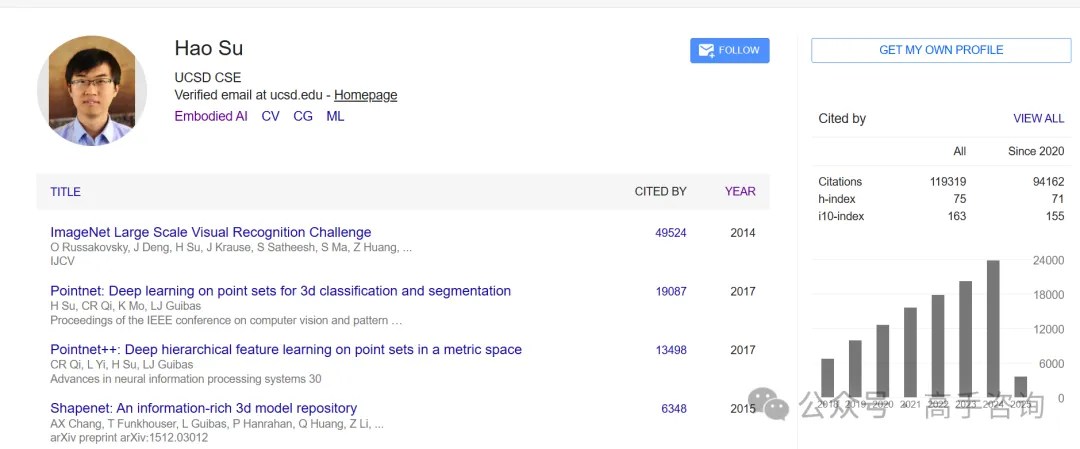 Hao Su
FOLLOW
UCSD CSE
Verified email at ucsd.edu - Homepage
Embodied AI CV CG ML
TITLE CITED BY YEAR
ImageNet Large Scale Visual Recognition Challenge 49524 2014
O Russakovsky, J Deng, H Su, J Krause, S Satheesh, S Ma, Z Huang, ...
IJCV
Pointnet: Deep learning on point sets for 3d classification and segmentation 19087 2017
H Su, CR Qi, K Mo, LJ Guibas
Proceedings of the IEEE conference on computer vision and pattern …
Pointnet++: Deep hierarchical feature learning on point sets in a metric space 13498 2017
CR Qi, L Yi, H Su, LJ Guibas
Advances in neural information processing systems 30
Shapenet: An information-rich 3d model repository 6348 2015
AX Chang, T Funkhouser, L Guibas, P Hanrahan, Q Huang, Z Li, ...
arXiv preprint arXiv:1512.03012
GET MY OWN PROFILE
Cited by VIEW ALL
All Since 2020
Citations 119319 94162
h-index 75 71
i10-index 163 155
24000
18000
12000
6000
0
2018 2019 2020 2021 2022 2023 2024 2025
公众号 · 高手咨询